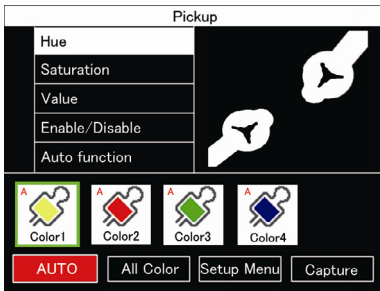 Pickup
Hue
Saturation
Value
Enable/Disable
Auto function
A A A A
Color1 Color2 Color3 Color4
AUTO All Color Setup Menu Capture